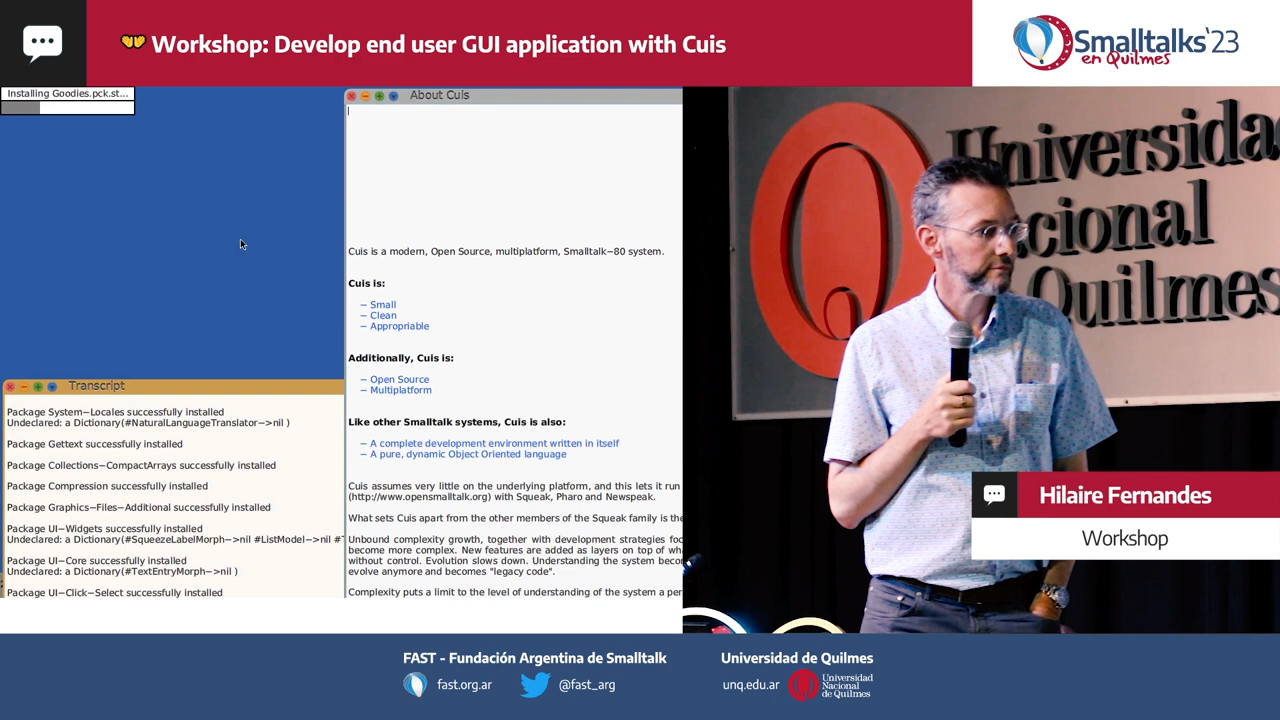 Workshop: Develop end user GUI application with Cuis
Smalltalks'23
en Quilmes
Installing Goodies.pck.st...
About Cuis
Cuis is a modern, Open Source, multiplatform, Smalltalk−80 system.
Cuis is:
− Small
− Clean
− Appropriable
Additionally, Cuis is:
− Open Source
− Multiplatform
Like other Smalltalk systems, Cuis is also:
− A complete development environment written in itself
− A pure, dynamic Object Oriented language
Cuis assumes very little on the underlying platform, and this lets it run
(http://www.opensmalltalk.org) with Squeak, Pharo and Newspeak.
What sets Cuis apart from the other members of the Squeak family is the
Unbound complexity growth, together with development strategies foc
become more complex. New features are added as layers on top of wh
without control. Evolution slows down. Understanding the system becom
evolve anymore and becomes "legacy code".
Complexity puts a limit to the level of understanding of the system a per
Transcript
Package System−Locales successfully installed
Undeclared: a Dictionary(#NaturalLanguageTranslator−>nil )
Package Gettext successfully installed
Package Collections−CompactArrays successfully installed
Package Compression successfully installed
Package Graphics−Files−Additional successfully installed
Package UI−Widgets successfully installed
Undeclared: a Dictionary(#SqueezeLabelMorph−>nil #ListModel−>nil #
Package UI−Core successfully installed
Undeclared: a Dictionary(#TextEntryMorph−>nil )
Package UI−Click−Select successfully installed
Universida
Nacional
Quilmes
Hilaire Fernandes
Workshop
FAST - Fundación Argentina de Smalltalk
fast.org.ar
@fast_arg
Universidad de Quilmes
unq.edu.ar
Universidad
Nacional
de Quilmes